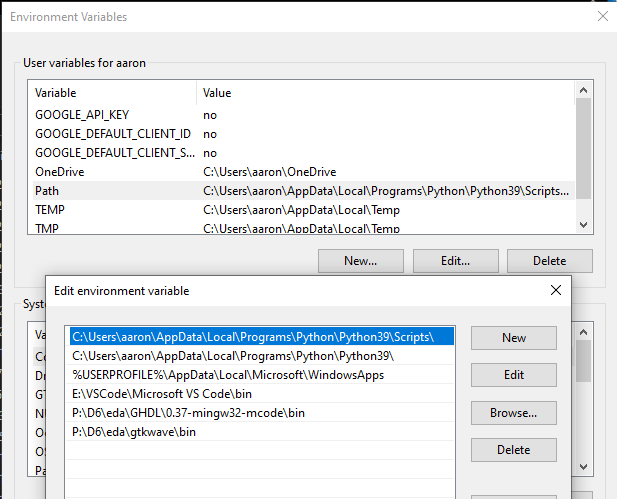 Environment Variables
User variables for aaron
Variable Value
GOOGLE_API_KEY no
GOOGLE_DEFAULT_CLIENT_ID no
GOOGLE_DEFAULT_CLIENT_S... no
OneDrive C:\Users\aaron\OneDrive
Path C:\Users\aaron\AppData\Local\Programs\Python\Python39\Scripts...
TEMP C:\Users\aaron\AppData\Local\Temp
TMP C:\Users\aaron\AppData\Local\Temp
New... Edit... Delete
Edit environment variable
C:\Users\aaron\AppData\Local\Programs\Python\Python39\Scripts\
C:\Users\aaron\AppData\Local\Programs\Python\Python39\
%USERPROFILE%\AppData\Local\Microsoft\WindowsApps
E:\VSCode\Microsoft VS Code\bin
P:\D6\eda\GHDL\0.37-mingw32-mcode\bin
P:\D6\eda\gtkwave\bin
New
Edit
Browse...
Delete